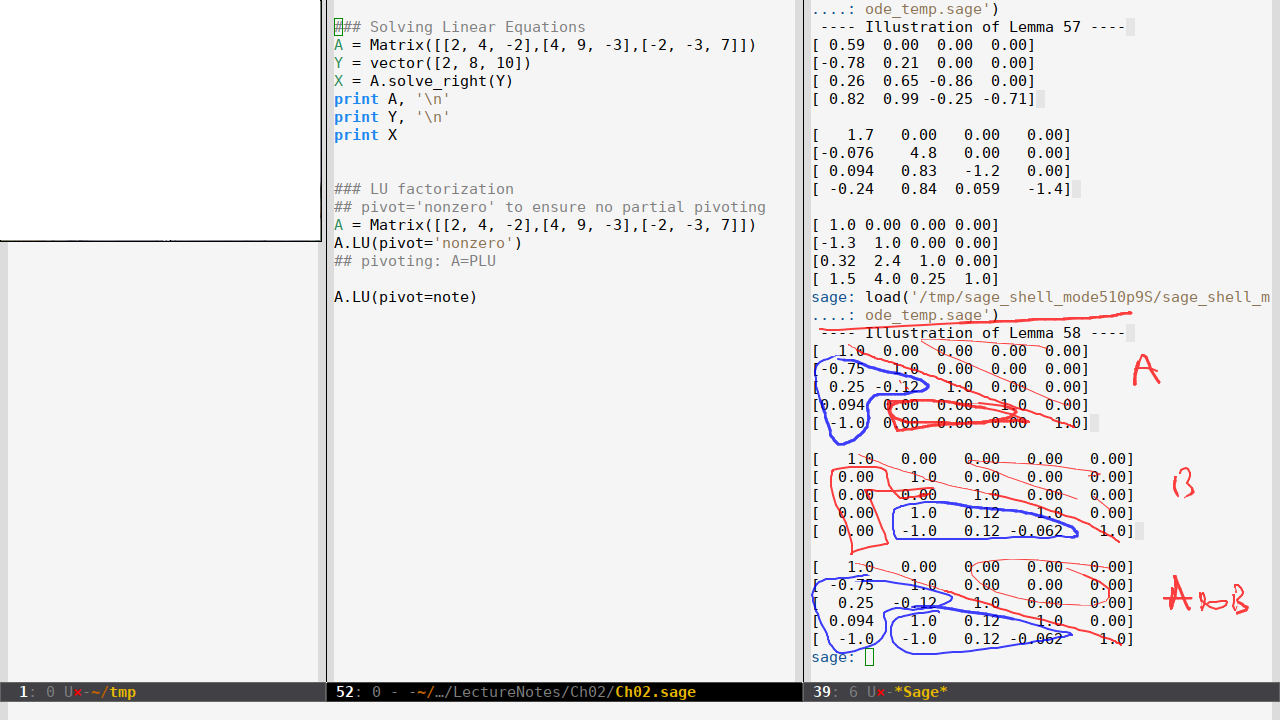 ### Solving Linear Equations
A = Matrix([[2, 4, -2],[4, 9, -3],[-2, -3, 7]])
Y = vector([2, 8, 10])
X = A.solve_right(Y)
print A, '\n'
print Y, '\n'
print X
### LU factorization
## pivot='nonzero' to ensure no partial pivoting
A = Matrix([[2, 4, -2],[4, 9, -3],[-2, -3, 7]])
A.LU(pivot='nonzero')
## pivoting: A=PLU
A.LU(pivot=note)
....: ode_temp.sage')
---- Illustration of Lemma 57 ----
[ 0.59 0.00 0.00 0.00]
[-0.78 0.21 0.00 0.00]
[ 0.26 0.65 -0.86 0.00]
[ 0.82 0.99 -0.25 -0.71]
[ 1.7 0.00 0.00 0.00]
[-0.076 4.8 0.00 0.00]
[ 0.094 0.83 -1.2 0.00]
[ -0.24 0.84 0.059 -1.4]
[ 1.0 0.00 0.00 0.00]
[-1.3 1.0 0.00 0.00]
[0.32 2.4 1.0 0.00]
[ 1.5 4.0 0.25 1.0]
sage: load('/tmp/sage_shell_mode510p9S/sage_shell_m
....: ode_temp.sage')
---- Illustration of Lemma 58 ----
[ 1.0 0.00 0.00 0.00 0.00]
[-0.75 1.0 0.00 0.00 0.00]
[ 0.25 -0.12 1.0 0.00 0.00]
[0.094 0.00 0.00 1.0 0.00]
[ -1.0 0.00 0.00 0.00 1.0]
A
[ 1.0 0.00 0.00 0.00 0.00]
[ 0.00 1.0 0.00 0.00 0.00]
[ 0.00 0.00 1.0 0.00 0.00]
[ 0.00 1.0 0.12 1.0 0.00]
[ 0.00 -1.0 0.12 -0.062 1.0]
B
[ 1.0 0.00 0.00 0.00 0.00]
[ -0.75 1.0 0.00 0.00 0.00]
[ 0.25 -0.12 1.0 0.00 0.00]
[ 0.094 1.0 0.12 1.0 0.00]
[ -1.0 -1.0 0.12 -0.062 1.0]
sage:
1: 0 U×-~/tmp
52: 0 - -~/…/LectureNotes/Ch02/Ch02.sage
39: 6 U×-*Sage*